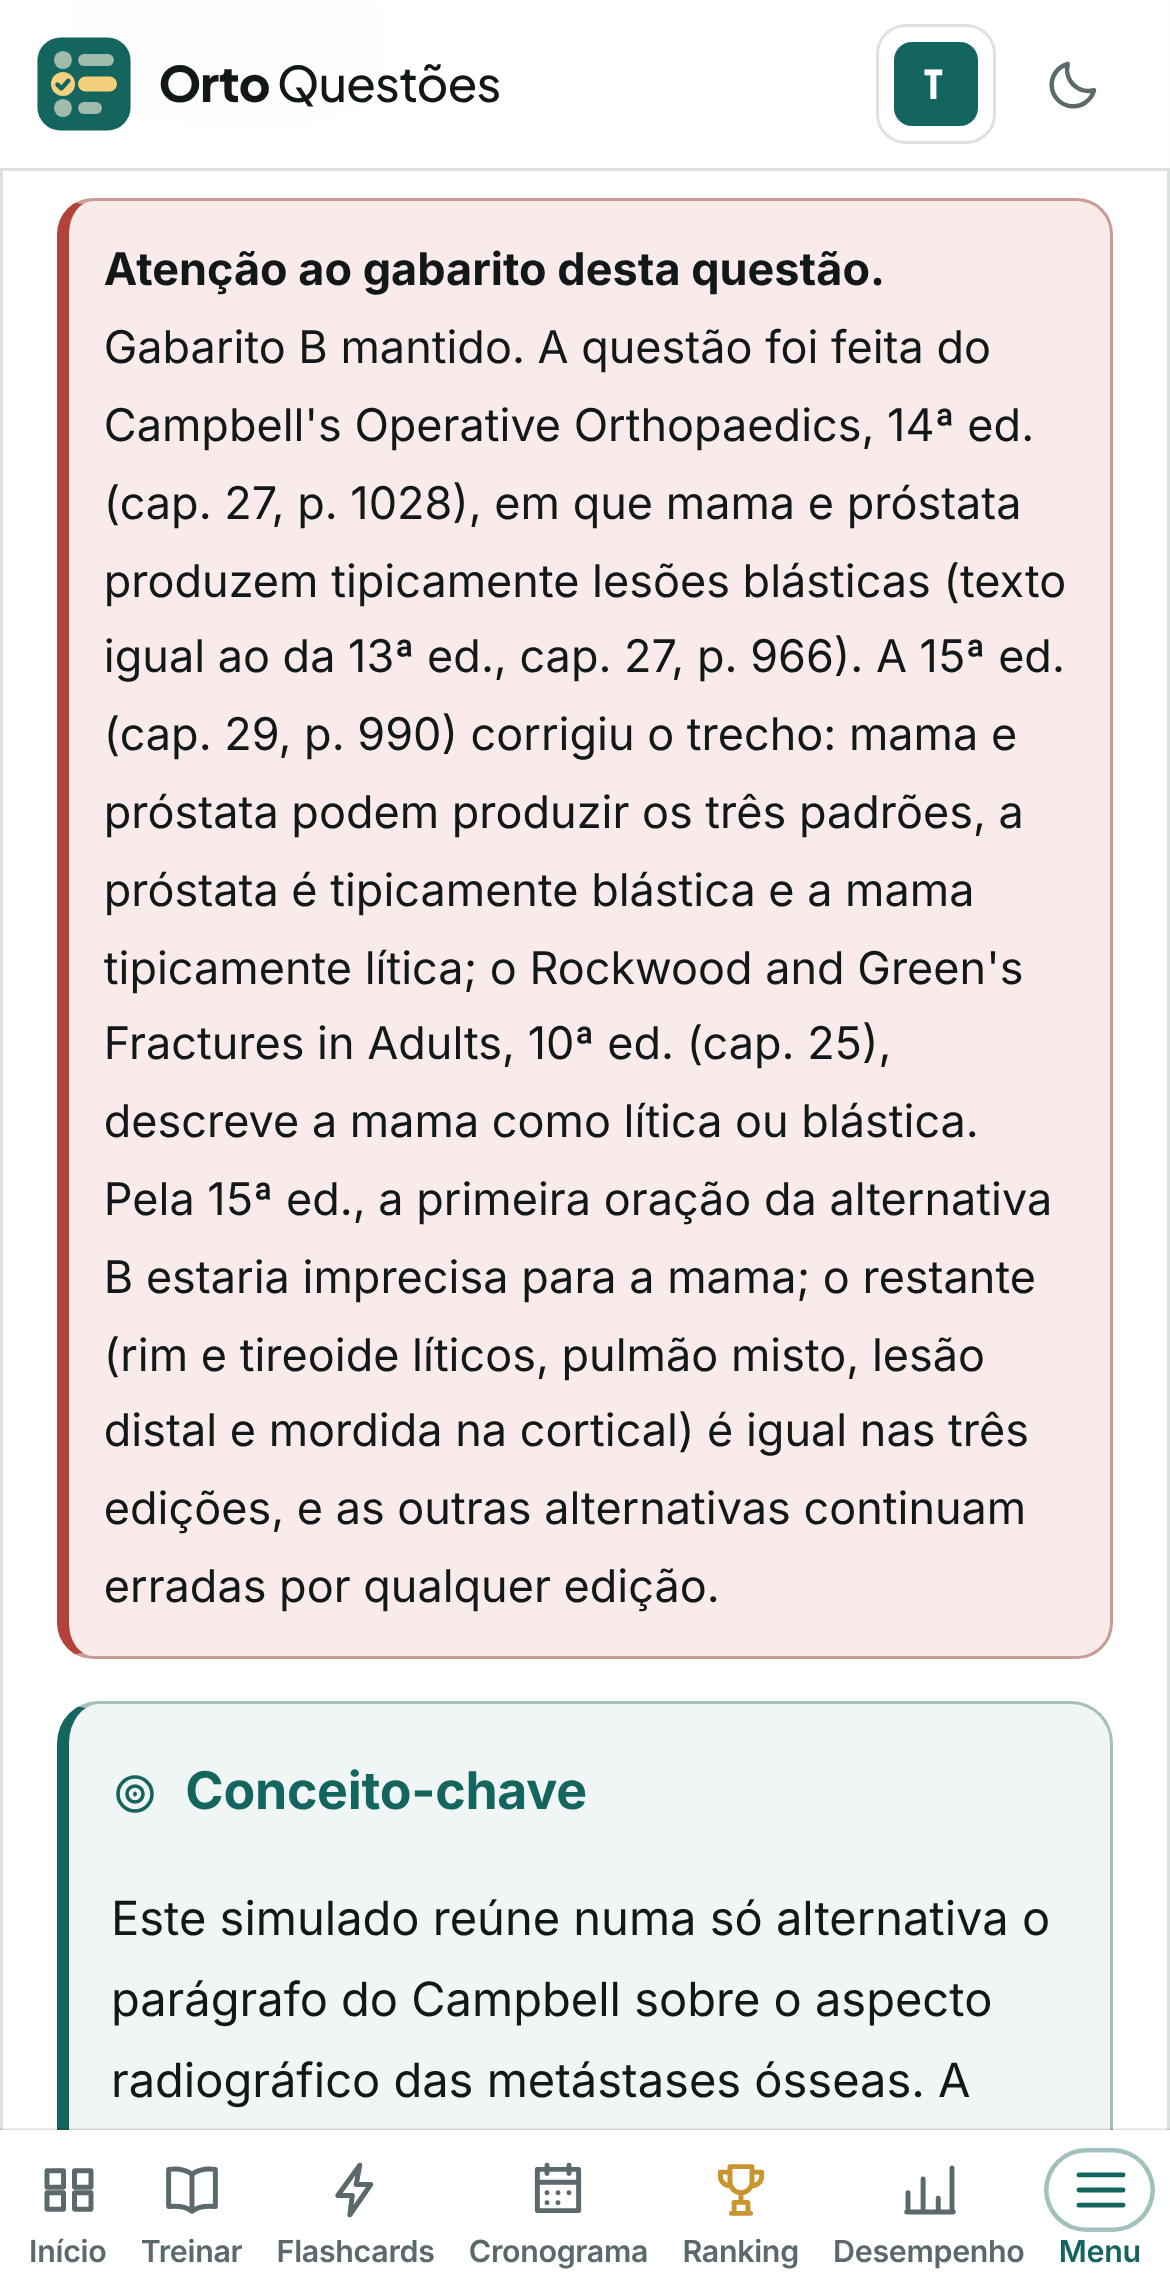 Orto Questões
T
Atenção ao gabarito desta questão.
Gabarito B mantido. A questão foi feita do
Campbell's Operative Orthopaedics, 14ª ed.
(cap. 27, p. 1028), em que mama e próstata
produzem tipicamente lesões blásticas (texto
igual ao da 13ª ed., cap. 27, p. 966). A 15ª ed.
(cap. 29, p. 990) corrigiu o trecho: mama e
próstata podem produzir os três padrões, a
próstata é tipicamente blástica e a mama
tipicamente lítica; o Rockwood and Green's
Fractures in Adults, 10ª ed. (cap. 25),
descreve a mama como lítica ou blástica.
Pela 15ª ed., a primeira oração da alternativa
B estaria imprecisa para a mama; o restante
(rim e tireoide líticos, pulmão misto, lesão
distal e mordida na cortical) é igual nas três
edições, e as outras alternativas continuam
erradas por qualquer edição.
Conceito-chave
Este simulado reúne numa só alternativa o
parágrafo do Campbell sobre o aspecto
radiográfico das metástases ósseas. A
Início Treinar Flashcards Cronograma Ranking Desempenho Menu